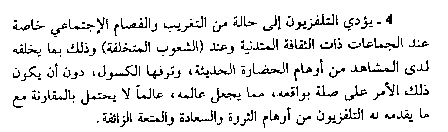 4 - يؤدي التلفزيون إلى حالة من التغريب والفصام الإجتماعي خاصة
عند الجماعات ذات الثقافة المتدنية وعند (الشعوب المتخلفة) وذلك بما يخلفه
لدى المشاهد من أوهام الحضارة الحديثة، وترفها الكسول، دون أن يكون
ذلك الأمر على صلة بواقعه، مما يجعل عالمه، عالماً لا يحتمل بالمقارنة مع
ما يقدمه له التلفزيون من أوهام الثروة والسعادة والمتعة الزائفة.